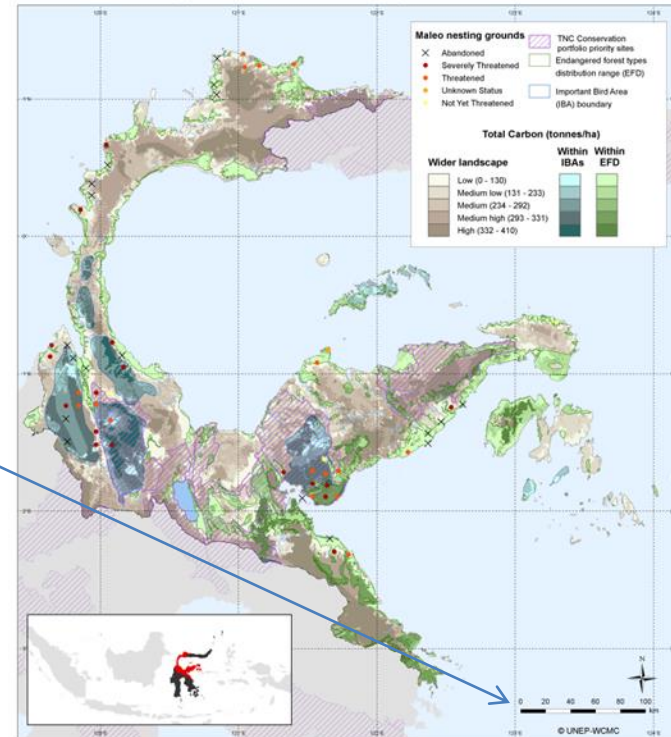 Maleo nesting grounds
Abandoned
Severely Threatened
Threatened
Unknown Status
Not Yet Threatened
TNC Conservation
portfolio priority sites
Endangered forest types
distribution range (EFD)
Important Bird Area
(IBA) boundary
Total Carbon (tonnes/ha)
Wider landscape
Within
IBAs
Within
EFD
Low (0 - 130)
Medium low (131 - 233)
Medium (234 - 292)
Medium high (293 - 331)
High (332 - 410)
N
0 20 40 60 80 100
km
© UNEP-WCMC